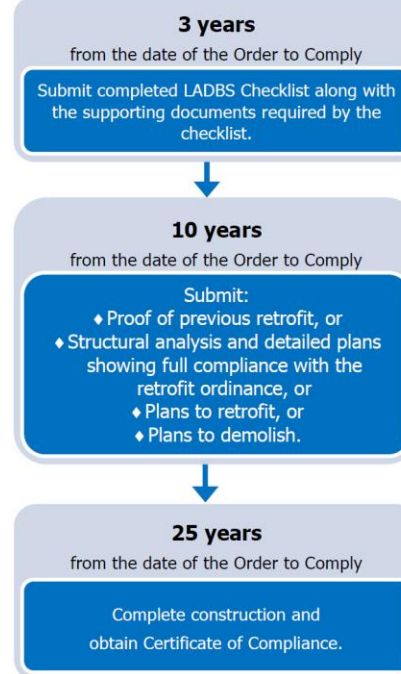 3 years
from the date of the Order to Comply
Submit completed LADBS Checklist along with
the supporting documents required by the
checklist.
10 years
from the date of the Order to Comply
Submit:
♦ Proof of previous retrofit, or
♦ Structural analysis and detailed plans
showing full compliance with the
retrofit ordinance, or
♦ Plans to retrofit, or
♦ Plans to demolish.
25 years
from the date of the Order to Comply
Complete construction and
obtain Certificate of Compliance.